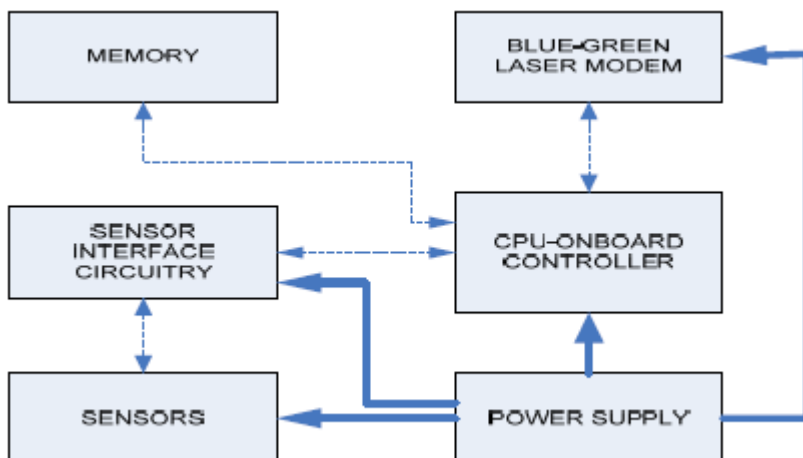 MEMORY
BLUE-GREEN
LASER MODEM
SENSOR
INTERFACE
CIRCUITRY
CPU-ONBOARD
CONTROLLER
SENSORS
POWER SUPPLY